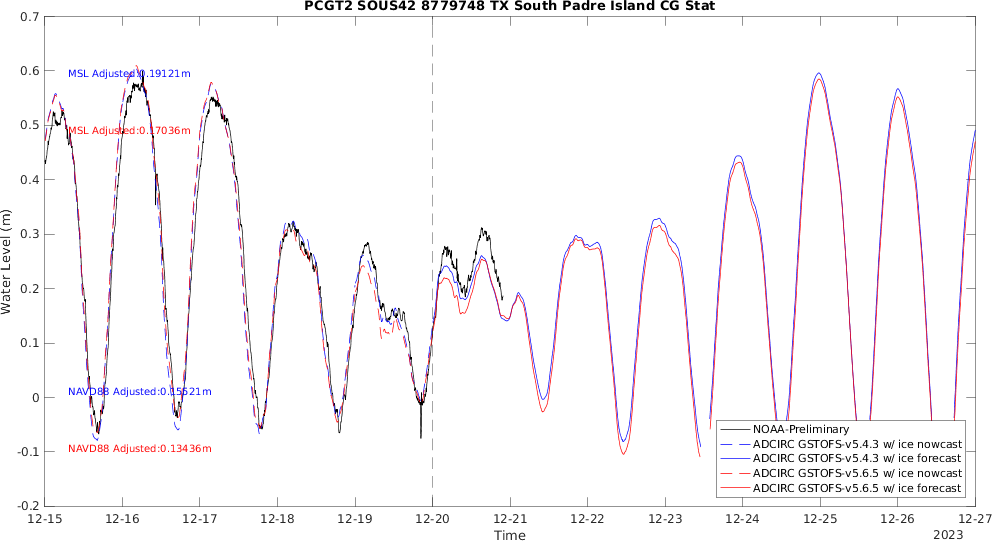 PCGT2 SOUS42 8779748 TX South Padre Island CG Stat
0.7
0.6
0.5
0.4
0.3
0.2
0.1
0
-0.1
-0.2
Water Level (m)
MSL Adjusted:0.19121m
MSL Adjusted:0.17036m
NAVD88 Adjusted:0.15521m
NAVD88 Adjusted:0.13436m
NOAA-Preliminary
ADCIRC GSTOFS-v5.4.3 w/ ice nowcast
ADCIRC GSTOFS-v5.4.3 w/ ice forecast
ADCIRC GSTOFS-v5.6.5 w/ ice nowcast
ADCIRC GSTOFS-v5.6.5 w/ ice forecast
12-15 12-16 12-17 12-18 12-19 12-20 12-21 12-22 12-23 12-24 12-25 12-26 12-27
Time
2023